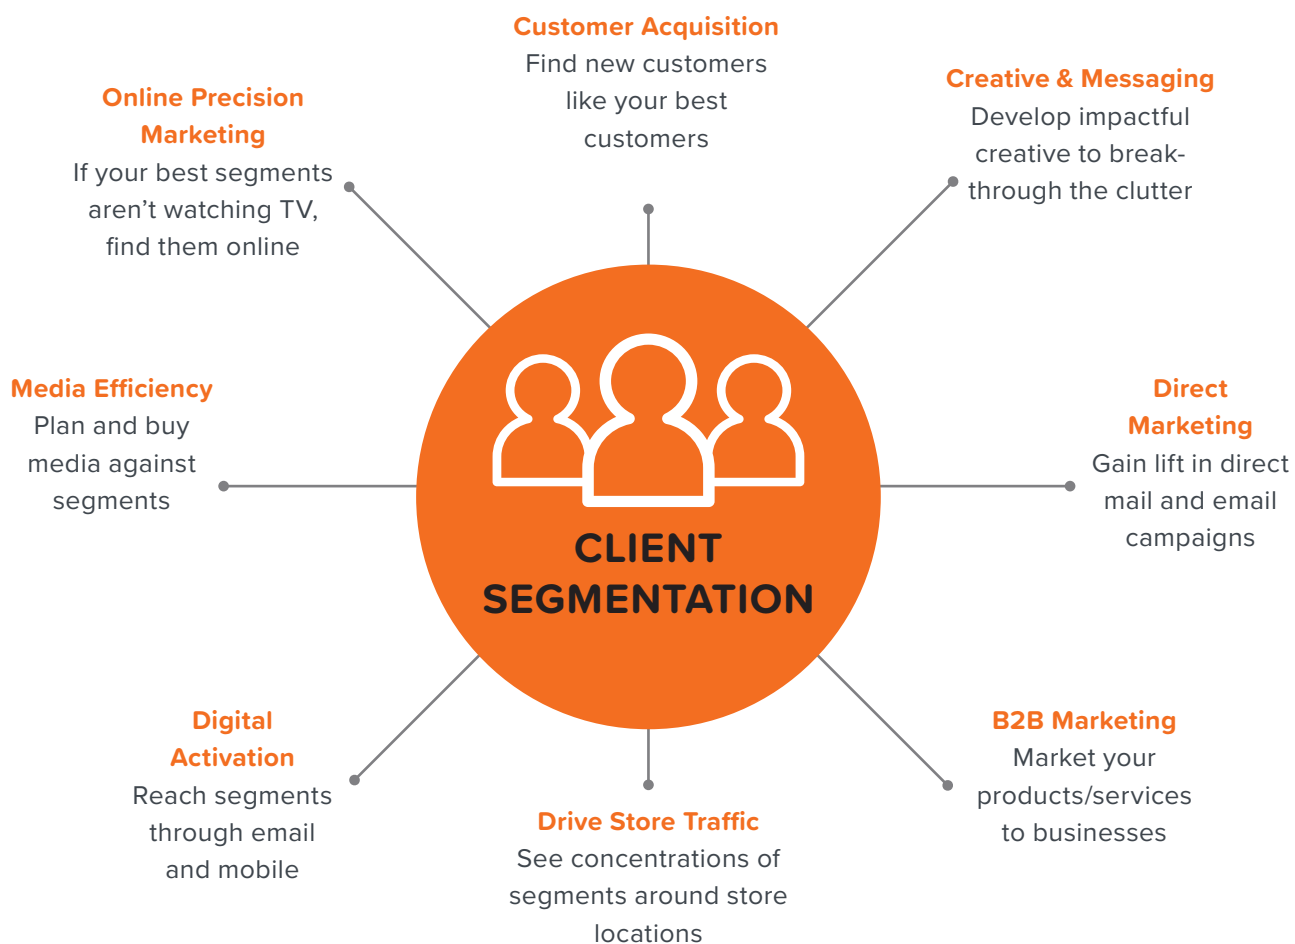 Customer Acquisition
Find new customers
like your best
customers
Creative & Messaging
Develop impactful
creative to break-
through the clutter
Direct
Marketing
Gain lift in direct
mail and email
campaigns
B2B Marketing
Market your
products/services
to businesses
Drive Store Traffic
See concentrations of
segments around store
locations
Digital
Activation
Reach segments
through email
and mobile
Media Efficiency
Plan and buy
media against
segments
Online Precision
Marketing
If your best segments
aren’t watching TV,
find them online
CLIENT
SEGMENTATION